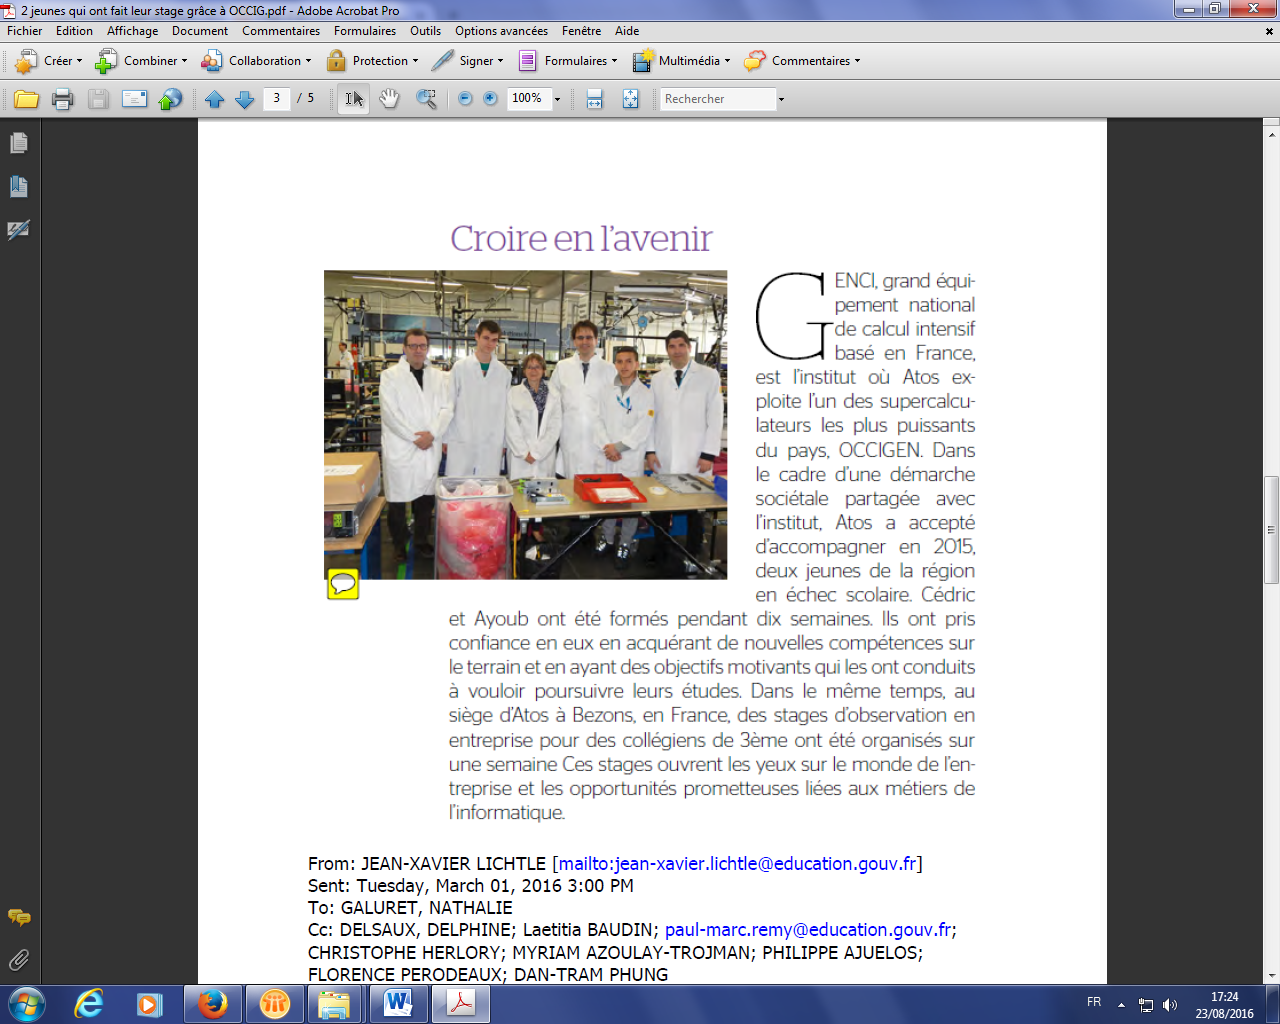 2 jeunes qui ont fait leur stage grâce à OCCIG.pdf - Adobe Acrobat Pro
Fichier Edition Affichage Document Commentaires Formulaires Outils Options avancées Fenêtre Aide
Créer Combiner Collaboration Protection Signer Formulaires Multimédia Commentaires
3 / 5 100% Rechercher
Croire en l'avenir
GENCI, grand équi-
pement national
de calcul intensif
basé en France,
est l'institut où Atos ex-
ploite l'un des supercalcu-
lateurs les plus puissants
du pays, OCCIGEN. Dans
le cadre d'une démarche
sociétale partagée avec
l'institut, Atos a accepté
d'accompagner en 2015,
deux jeunes de la région
en échec scolaire. Cédric
et Ayoub ont été formés pendant dix semaines. Ils ont pris
confiance en eux en acquérant de nouvelles compétences sur
le terrain et en ayant des objectifs motivants qui les ont conduits
à vouloir poursuivre leurs études. Dans le même temps, au
siège d'Atos à Bezons, en France, des stages d'observation en
entreprise pour des collégiens de 3ème ont été organisés sur
une semaine Ces stages ouvrent les yeux sur le monde de l'en-
treprise et les opportunités prometteuses liées aux métiers de
l'informatique.
From: JEAN-XAVIER LICHTLE [mailto:jean-xavier.lichtle@education.gouv.fr]
Sent: Tuesday, March 01, 2016 3:00 PM
To: GALURET, NATHALIE
Cc: DELSAUX, DELPHINE; Laetitia BAUDIN; paul-marc.remy@education.gouv.fr;
CHRISTOPHE HERLORY; MYRIAM AZOULAY-TROJMAN; PHILIPPE AJUELOS;
FLORENCE PERODEAUX; DAN-TRAM PHUNG
FR 17:24
23/08/2016